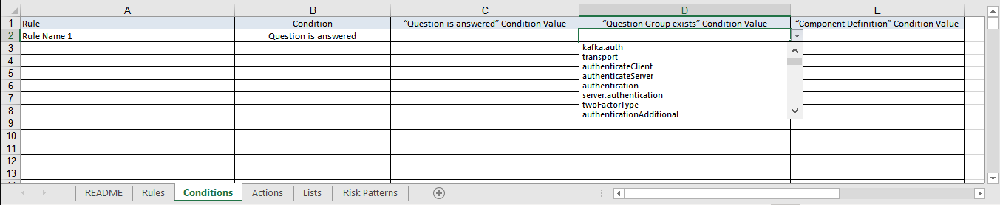 A B C D E
1 Rule Condition “Question is answered” Condition Value “Question Group exists” Condition Value “Component Definition” Condition Value
2 Rule Name 1 Question is answered
3 kafka.auth
transport
4 authenticateClient
5 authenticateServer
6 authentication
7 server.authentication
8 twoFactorType
authenticationAdditional
9
10
11
12
13
README Rules Conditions Actions Lists Risk Patterns